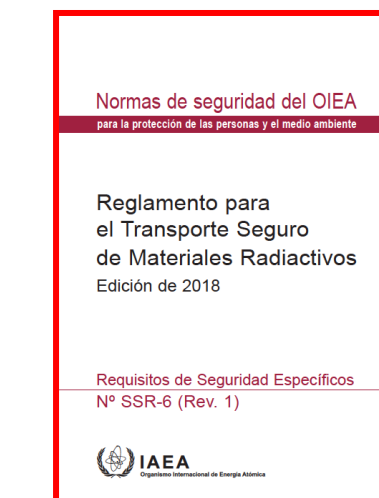 Normas de seguridad del OIEA
para la protección de las personas y el medio ambiente
Reglamento para
el Transporte Seguro
de Materiales Radiactivos
Edición de 2018
Requisitos de Seguridad Específicos
Nº SSR-6 (Rev. 1)
IAEA
Organismo Internacional de Energía Atómica